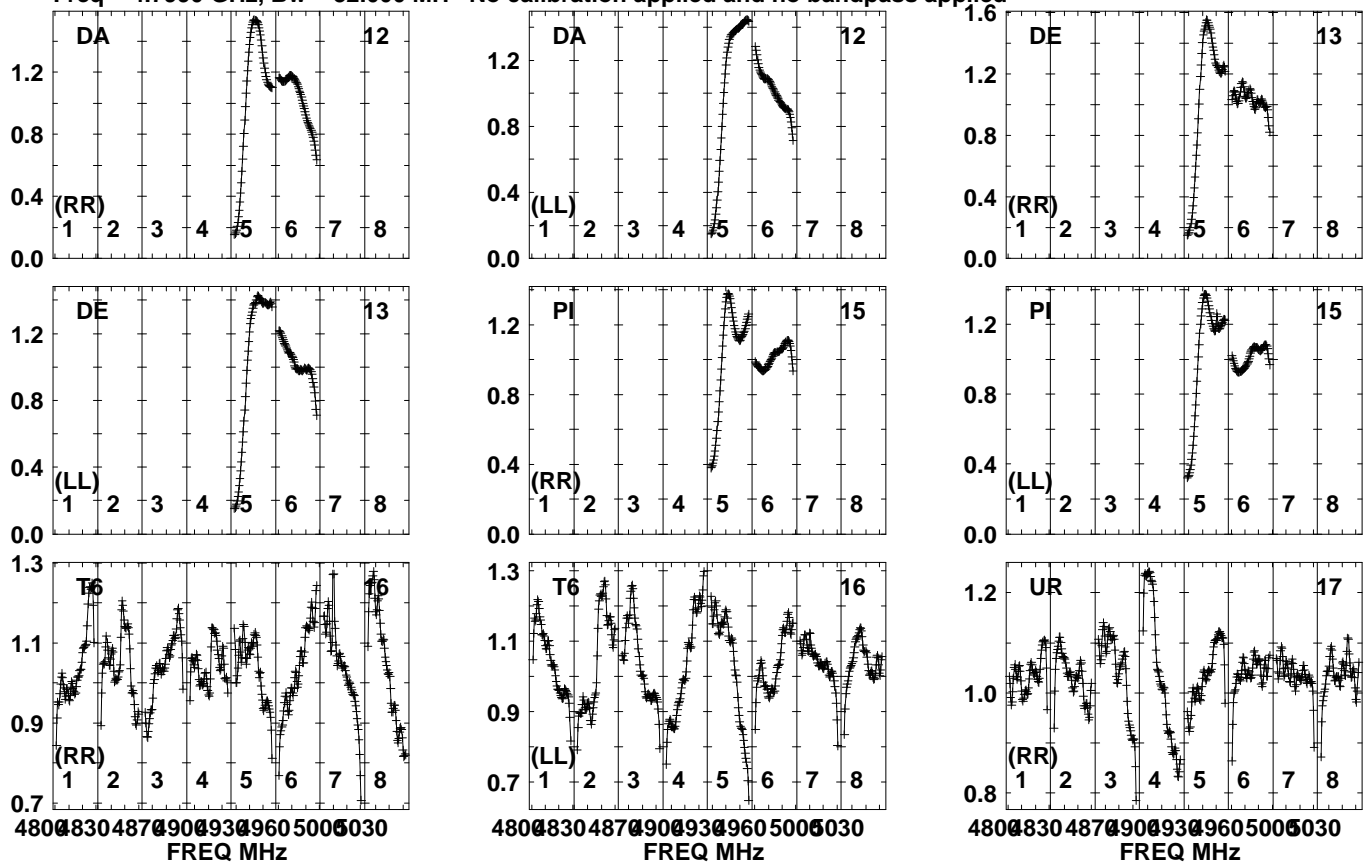 No calibration applied and no bandpass applied
DA 12 DA 12 DE 13
1.2 1.2 1.6
0.8 0.8 1.2
0.4 0.4 0.8
0.0 0.0 0.4
0.0
(RR) (LL) (RR)
1 2 3 4 5 6 7 8 1 2 3 4 5 6 7 8 1 2 3 4 5 6 7 8
DE 13 PI 15 PI 15
1.2 1.2 1.2
0.8 0.8 0.8
0.4 0.4 0.4
0.0 0.0 0.0
(LL) (RR) (LL)
1 2 3 4 5 6 7 8 1 2 3 4 5 6 7 8 1 2 3 4 5 6 7 8
T6 16 T6 16 UR 17
1.3 1.3 1.2
1.1 1.1 1.0
0.9 0.9 0.8
0.7 0.7
(RR) (LL) (RR)
1 2 3 4 5 6 7 8 1 2 3 4 5 6 7 8 1 2 3 4 5 6 7 8
4800 4830 4870 4900 4930 4960 5000 5030 4800 4830 4870 4900 4930 4960 5000 5030 4800 4830 4870 4900 4930 4960 5000 5030
FREQ MHz FREQ MHz FREQ MHz